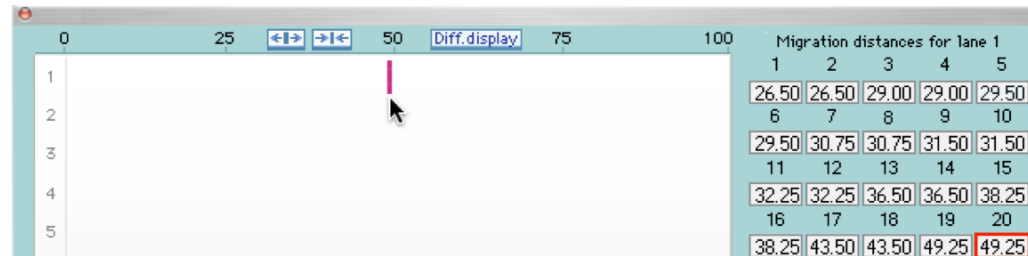 0 25 50 Diff.display 75 100
Migration distances for lane 1
1 2 3 4 5
26.50 26.50 29.00 29.00 29.50
6 7 8 9 10
29.50 30.75 30.75 31.50 31.50
11 12 13 14 15
32.25 32.25 36.50 36.50 38.25
16 17 18 19 20
38.25 43.50 43.50 49.25 49.25
1
2
3
4
5